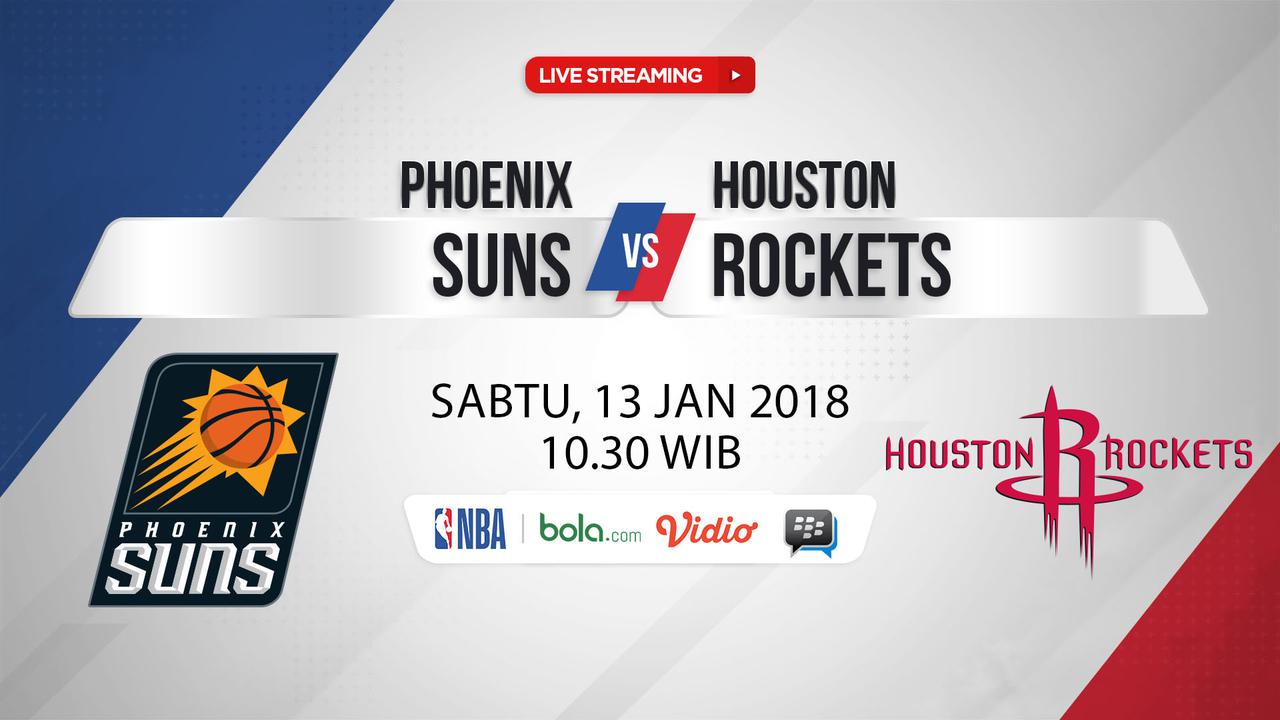 LIVE STREAMING
PHOENIX
SUNS
VS
HOUSTON
ROCKETS
SABTU, 13 JAN 2018
10.30 WIB
PHOENIX
SUNS
HOUSTON R ROCKETS
NBA
bola.com
Vidio